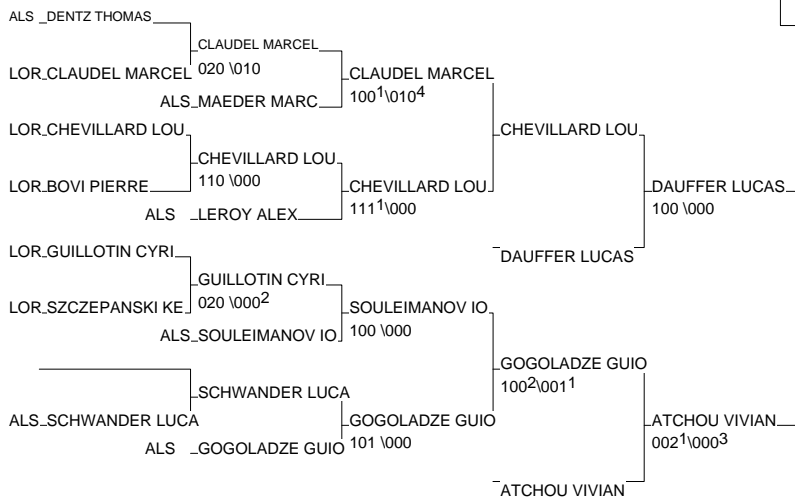 ALS DENTZ THOMAS
CLAUDEL MARCEL
LOR CLAUDEL MARCEL
020 \010
CLAUDEL MARCEL
ALS MAEDER MARC
100¹\010⁴
LOR CHEVILLARD LOU
CHEVILLARD LOU
CHEVILLARD LOU
110 \000
LOR BOVI PIERRE
CHEVILLARD LOU
DAUFFER LUCAS
ALS LEROY ALEX
111¹\000
100 \000
LOR GUILLOTIN CYRI
DAUFFER LUCAS
GUILLOTIN CYRI
LOR SZCZEPANSKI KE
020 \000²
SOULEIMANOV IO
ALS SOULEIMANOV IO
100 \000
GOGOLADZE GUIO
SCHWANDER LUCA
100²\001¹
ALS SCHWANDER LUCA
GOGOLADZE GUIO
ATCHOU VIVIAN
ALS GOGOLADZE GUIO
101 \000
002¹\000³
ATCHOU VIVIAN